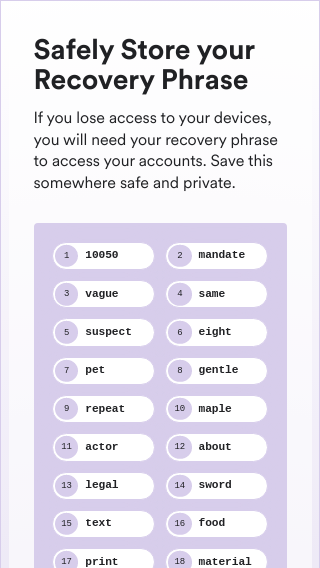 Safely Store your
Recovery Phrase
If you lose access to your devices,
you will need your recovery phrase
to access your accounts. Save this
somewhere safe and private.
1 10050 2 mandate
3 vague 4 same
5 suspect 6 eight
7 pet 8 gentle
9 repeat 10 maple
11 actor 12 about
13 legal 14 sword
15 text 16 food
17 print 18 material